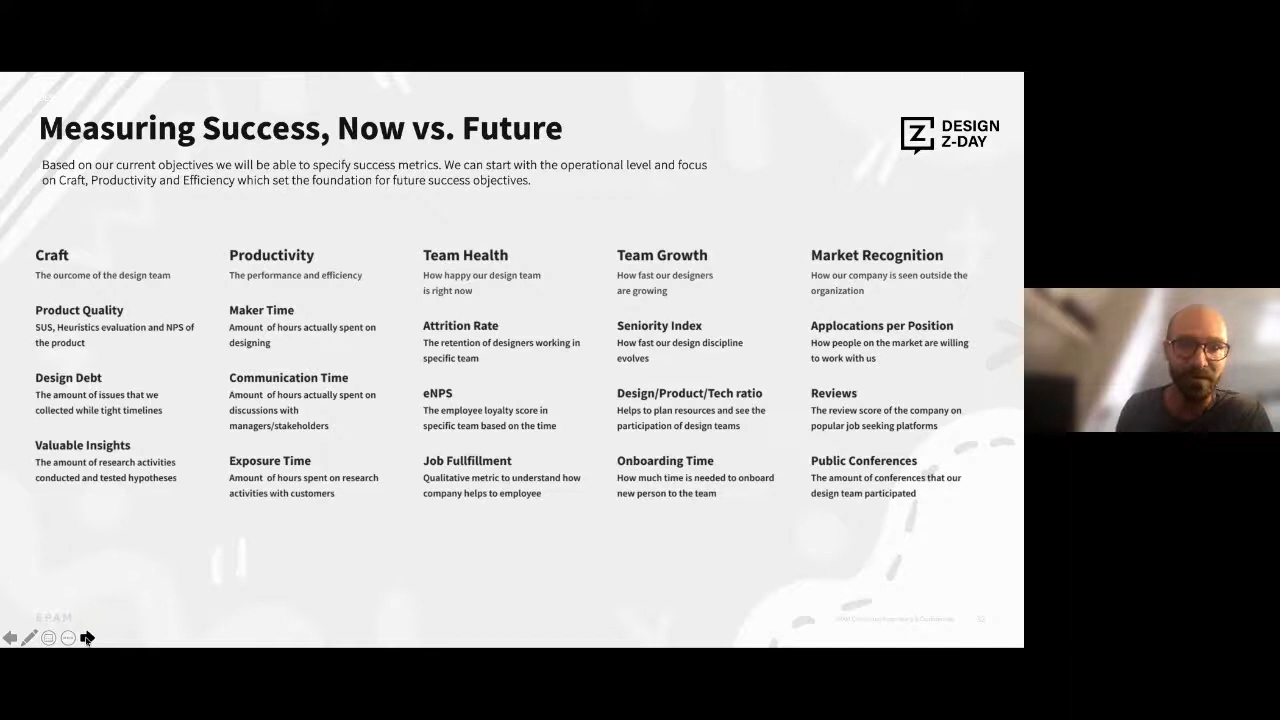 Measuring Success, Now vs. Future
Based on our current objectives we will be able to specify success metrics. We can start with the operational level and focus
on Craft, Productivity and Efficiency which set the foundation for future success objectives.
Z DESIGN
Z-DAY
Craft
The ourcome of the design team
Product Quality
SUS, Heuristics evaluation and NPS of
the product
Design Debt
The amount of issues that we
collected while tight timelines
Valuable Insights
The amount of research activities
conducted and tested hypotheses
Productivity
The performance and efficiency
Maker Time
Amount of hours actually spent on
designing
Communication Time
Amount of hours actually spent on
discussions with
managers/stakeholders
Exposure Time
Amount of hours spent on research
activities with customers
Team Health
How happy our design team
is right now
Attrition Rate
The retention of designers working in
specific team
eNPS
The employee loyalty score in
specific team based on the time
Job Fullfillment
Qualitative metric to understand how
company helps to employee
Team Growth
How fast our designers
are growing
Seniority Index
How fast our design discipline
evolves
Design/Product/Tech ratio
Helps to plan resources and see the
participation of design teams
Onboarding Time
How much time is needed to onboard
new person to the team
Market Recognition
How our company is seen outside the
organization
Applocations per Position
How people on the market are willing
to work with us
Reviews
The review score of the company on
popular job seeking platforms
Public Conferences
The amount of conferences that our
design team participated
EPAM